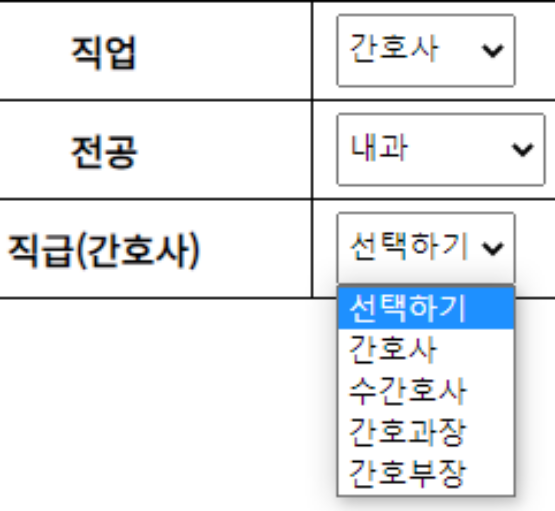 직업 간호사
전공 내과
직급(간호사) 선택하기
선택하기
간호사
수간호사
간호과장
간호부장